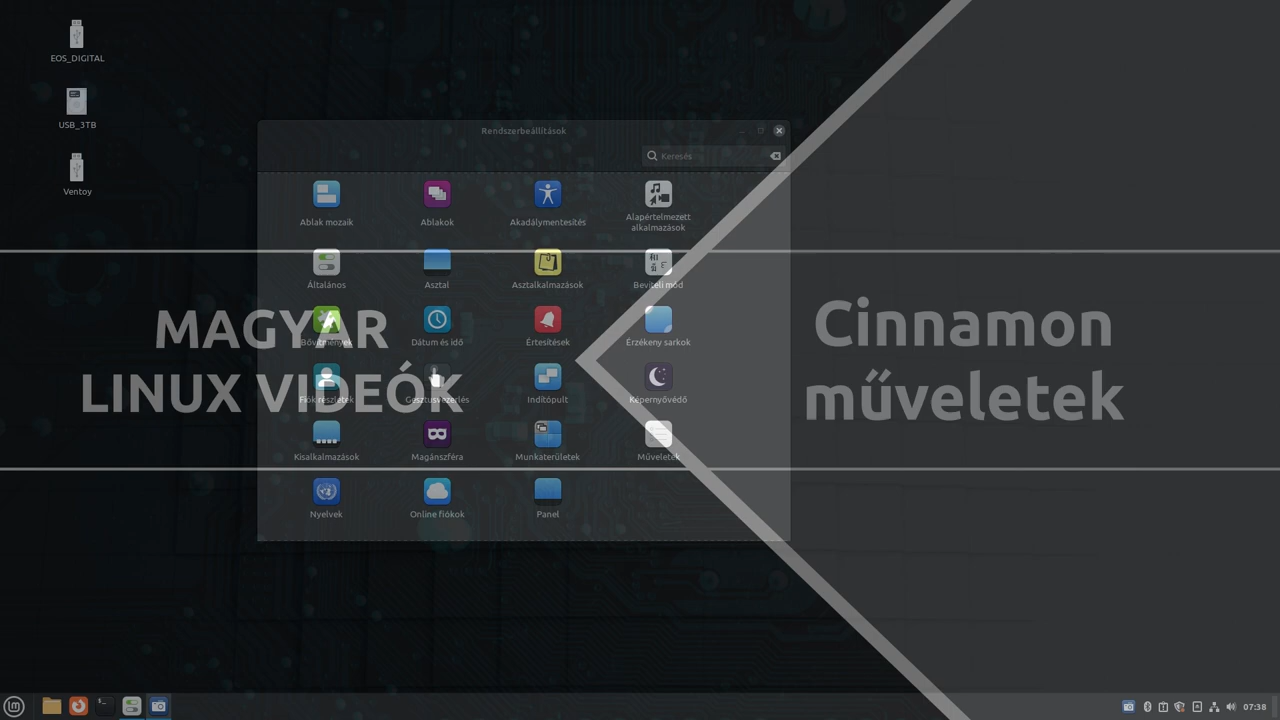 EOS_DIGITAL
USB_3TB
Ventoy
Rendszerbeállítások
Keresés
Ablak mozaik
Ablakok
Akadálymentesítés
Alapértelmezett
alkalmazások
Általános
Asztal
Asztalkalmazások
Beviteli mód
Bővítmények
Dátum és idő
Értesítések
Érzékeny sarkok
Fiók részletek
Gesztusvezérlés
Indítópult
Képernyővédő
Kisalkalmazások
Magánszféra
Munkaterületek
Műveletek
Nyelvek
Online fiókok
Panel
MAGYAR
LINUX VIDEÓK
Cinnamon
műveletek
07:38